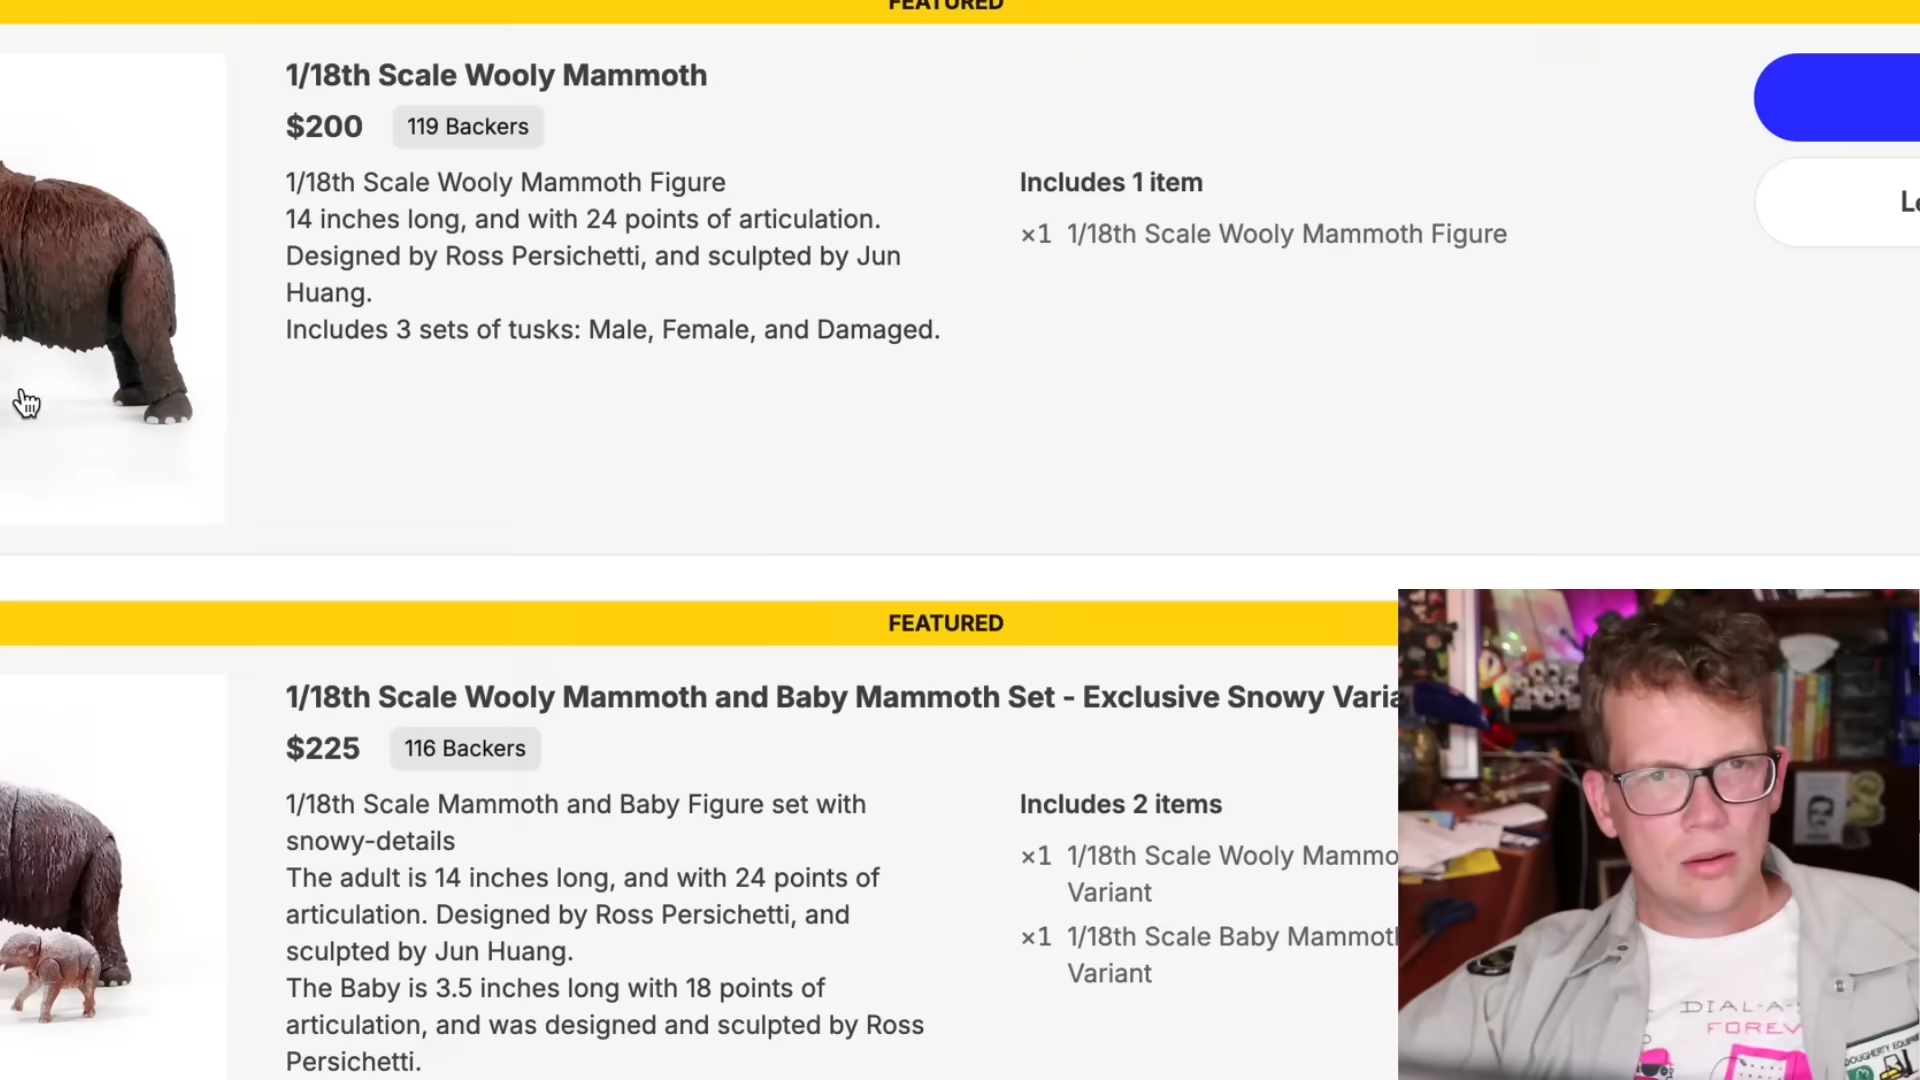 FEATURED
1/18th Scale Wooly Mammoth
$200
119 Backers
1/18th Scale Wooly Mammoth Figure
14 inches long, and with 24 points of articulation.
Designed by Ross Persichetti, and sculpted by Jun
Huang.
Includes 3 sets of tusks: Male, Female, and Damaged.
Includes 1 item
×1 1/18th Scale Wooly Mammoth Figure
FEATURED
1/18th Scale Wooly Mammoth and Baby Mammoth Set - Exclusive Snowy Varia
$225
116 Backers
1/18th Scale Mammoth and Baby Figure set with
snowy-details
The adult is 14 inches long, and with 24 points of
articulation. Designed by Ross Persichetti, and
sculpted by Jun Huang.
The Baby is 3.5 inches long with 18 points of
articulation, and was designed and sculpted by Ross
Persichetti.
Includes 2 items
×1 1/18th Scale Wooly Mammo
Variant
×1 1/18th Scale Baby Mammoth
Variant
DIAL-A-
FOREV
DOUGHERTY EQUIPM